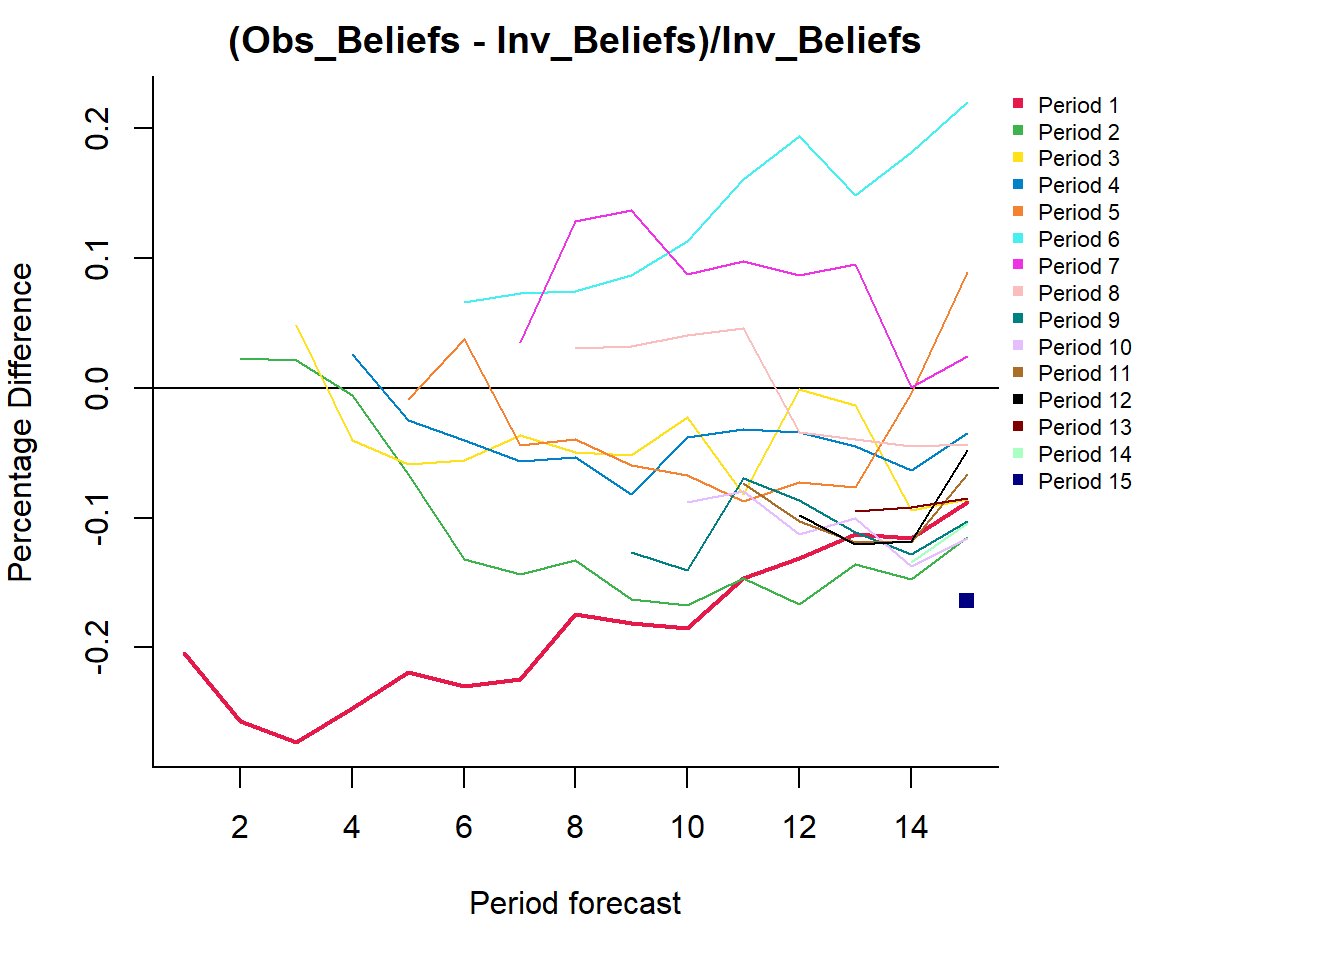 (Obs_Beliefs - Inv_Beliefs)/Inv_Beliefs
Percentage Difference
0.2
0.1
0.0
-0.1
-0.2
2 4 6 8 10 12 14
Period forecast
Period 1
Period 2
Period 3
Period 4
Period 5
Period 6
Period 7
Period 8
Period 9
Period 10
Period 11
Period 12
Period 13
Period 14
Period 15